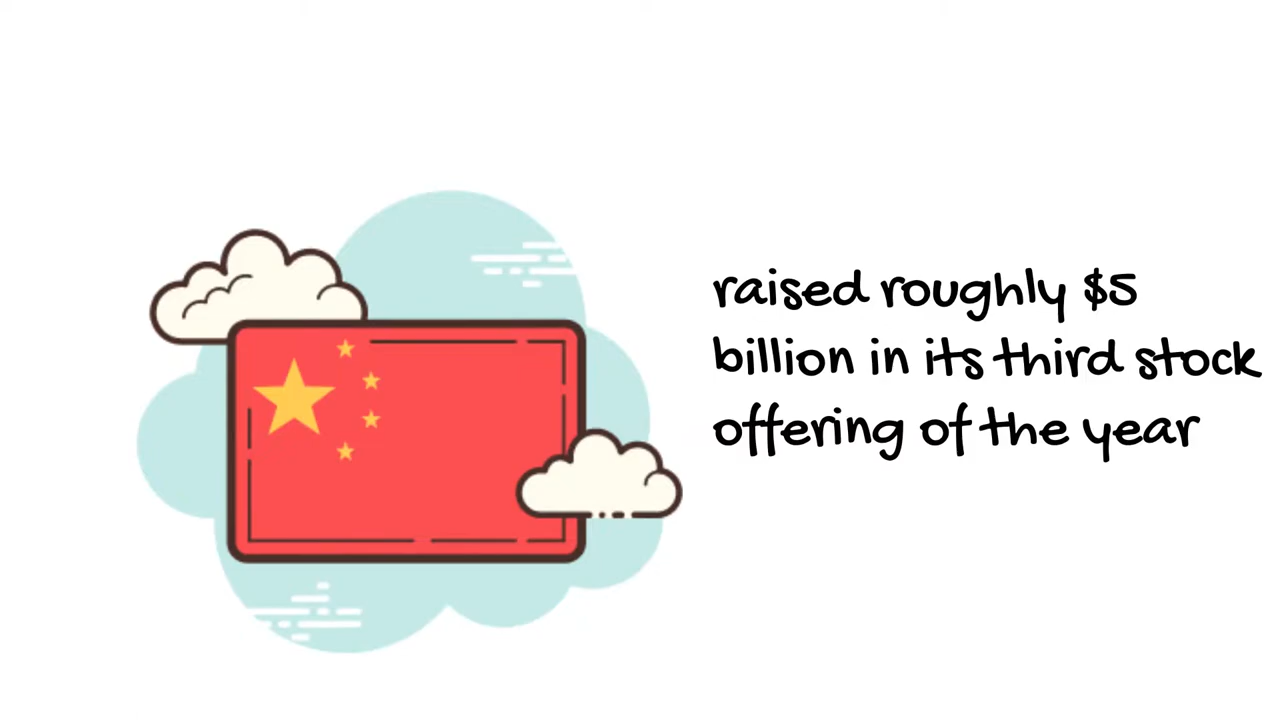 raised roughly $5
billion in its third stock
offering of the year